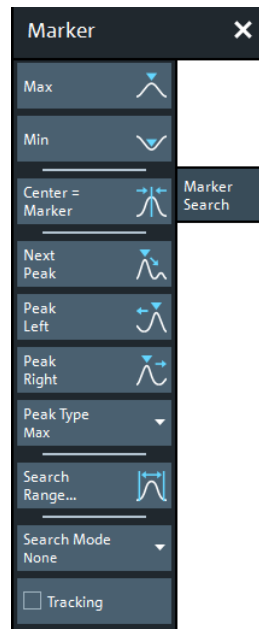 Marker
Max
Min
Center =
Marker
Marker
Search
Next
Peak
Peak
Left
Peak
Right
Peak Type
Max
Search
Range...
Search Mode
None
Tracking